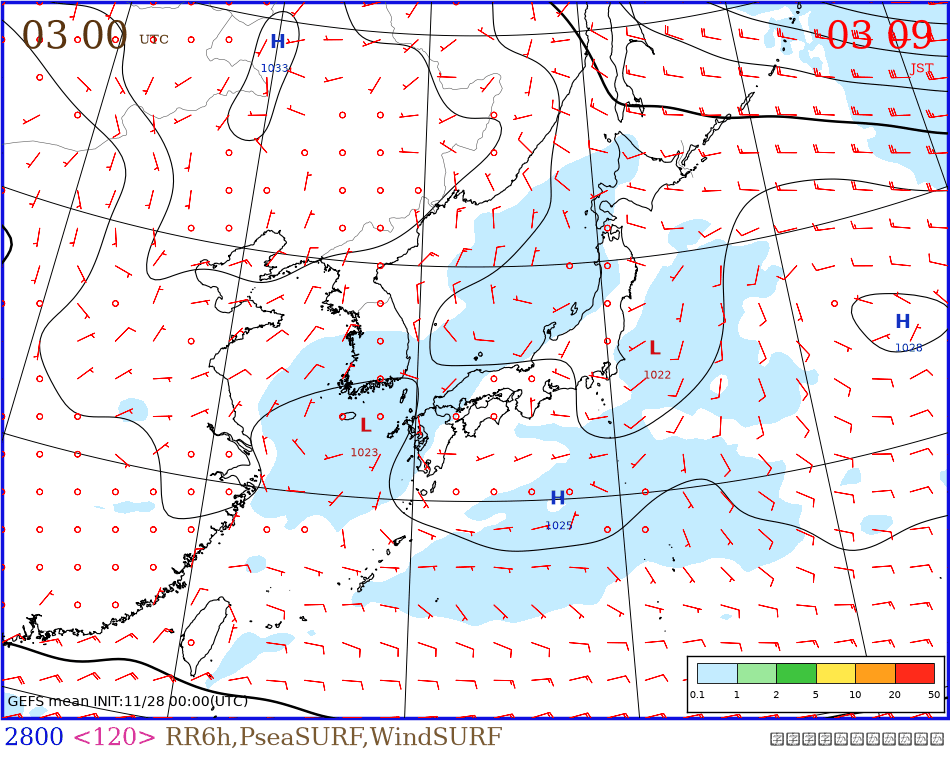 03 00 UTC
03 09
JST
H
1033
H
1028
L
1022
L
1023
H
1025
0.1 1 2 5 10 20 50
GEFS mean INIT:11/28 00:00(UTC)
2800 <120> RR6h,PseaSURF,WindSURF